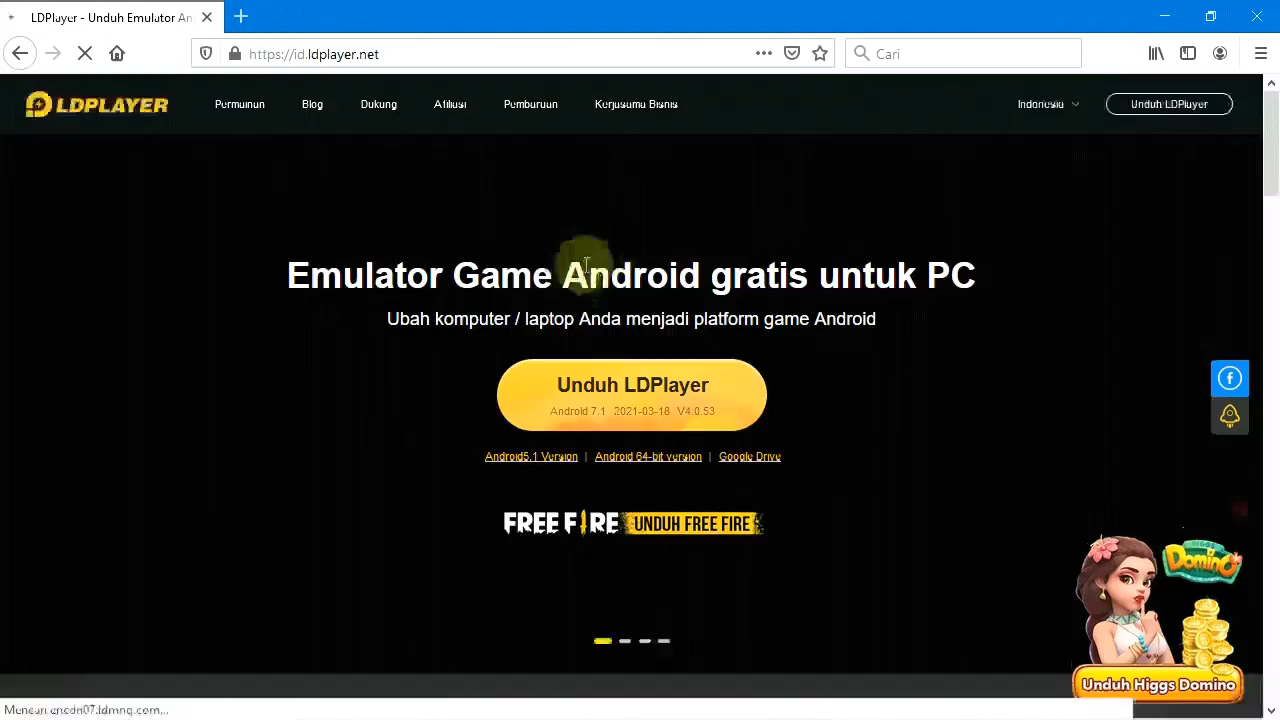 LDPlayer - Unduh Emulator An
https://id.ldplayer.net
Cari
LDPLAYER
Permainan
Blog
Dukung
Afiliasi
Pembaruan
Kerjasama Bisnis
Indonesia
Unduh LDPlayer
Emulator Game Android gratis untuk PC
Ubah komputer / laptop Anda menjadi platform game Android
Unduh LDPlayer
Android 7.1 2021-03-18 V4.0.53
Android5.1 Version | Android 64-bit version | Google Drive
FREE FIRE UNDUH FREE FIRE
Domino
Unduh Higgs Domino